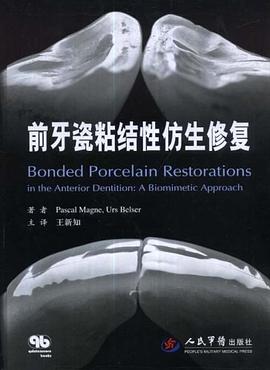 前牙瓷粘结性仿生修复
Bonded Porcelain Restorations
in the Anterior Dentition: A Biomimetic Approach
著者 Pascal Magne, Urs Belser
主译 王新知
quintessence
books
人民军医出版社
PEOPLE'S MILITARY MEDICAL PRESS